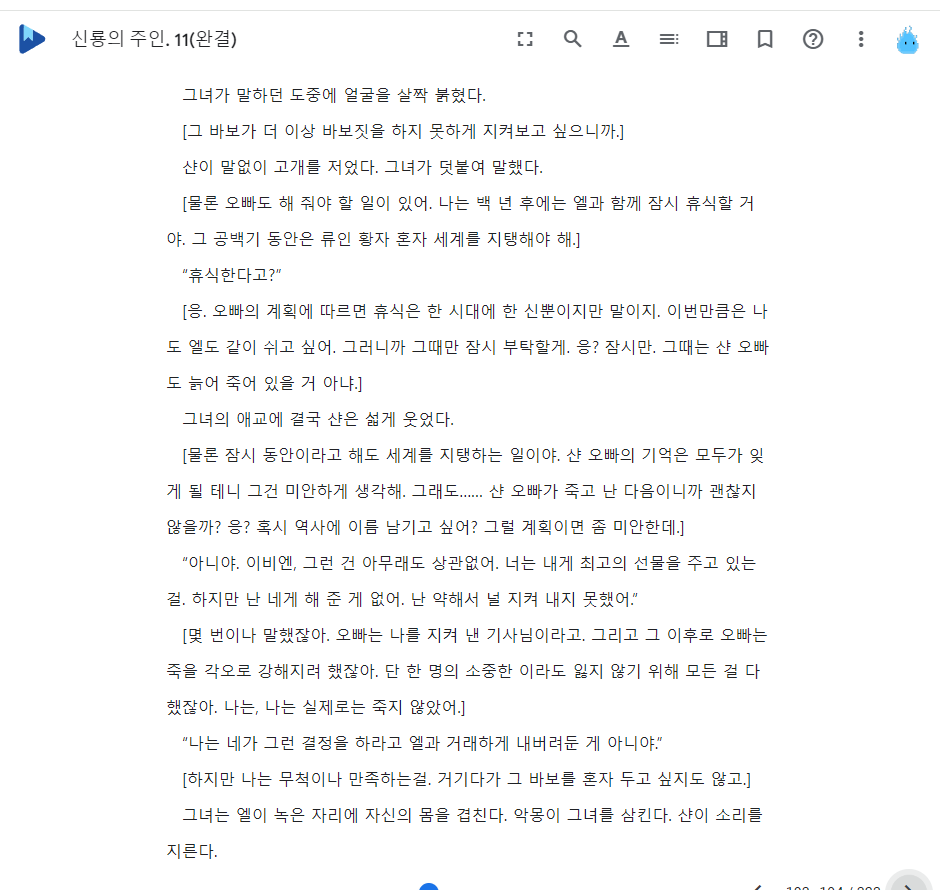 신룡의 주인. 11(완결)
그녀가 말하던 도중에 얼굴을 살짝 붉혔다.
[그 바보가 더 이상 바보짓을 하지 못하게 지켜보고 싶으니까.]
샨이 말없이 고개를 저었다. 그녀가 덧붙여 말했다.
[물론 오빠도 해 줘야 할 일이 있어. 나는 백 년 후에는 엘과 함께 잠시 휴식할 거
야. 그 공백기 동안은 류인 황자 혼자 세계를 지탱해야 해.]
“휴식한다고?”
[응. 오빠의 계획에 따르면 휴식은 한 시대에 한 신뿐이지만 말이지. 이번만큼은 나
도 엘도 같이 쉬고 싶어. 그러니까 그때만 잠시 부탁할게. 응? 잠시만. 그때는 샨 오빠
도 늙어 죽어 있을 거 아냐.]
그녀의 애교에 결국 샨은 섧게 웃었다.
[물론 잠시 동안이라고 해도 세계를 지탱하는 일이야. 샨 오빠의 기억은 모두가 잊
게 될 테니 그건 미안하게 생각해. 그래도…… 샨 오빠가 죽고 난 다음이니까 괜찮지
않을까? 응? 혹시 역사에 이름 남기고 싶어? 그럴 계획이면 좀 미안한데.]
“아니야. 이비엔, 그런 건 아무래도 상관없어. 너는 내게 최고의 선물을 주고 있는
걸. 하지만 난 네게 해 준 게 없어. 난 약해서 널 지켜 내지 못했어.”
[몇 번이나 말했잖아. 오빠는 나를 지켜 낸 기사님이라고. 그리고 그 이후로 오빠는
죽을 각오로 강해지려 했잖아. 단 한 명의 소중한 이라도 잃지 않기 위해 모든 걸 다
했잖아. 나는, 나는 실제로는 죽지 않았어.]
“나는 네가 그런 결정을 하라고 엘과 거래하게 내버려둔 게 아니야.”
[하지만 나는 무척이나 만족하는걸. 거기다가 그 바보를 혼자 두고 싶지도 않고.]
그녀는 엘이 녹은 자리에 자신의 몸을 겹친다. 악몽이 그녀를 삼킨다. 샨이 소리를
지른다.